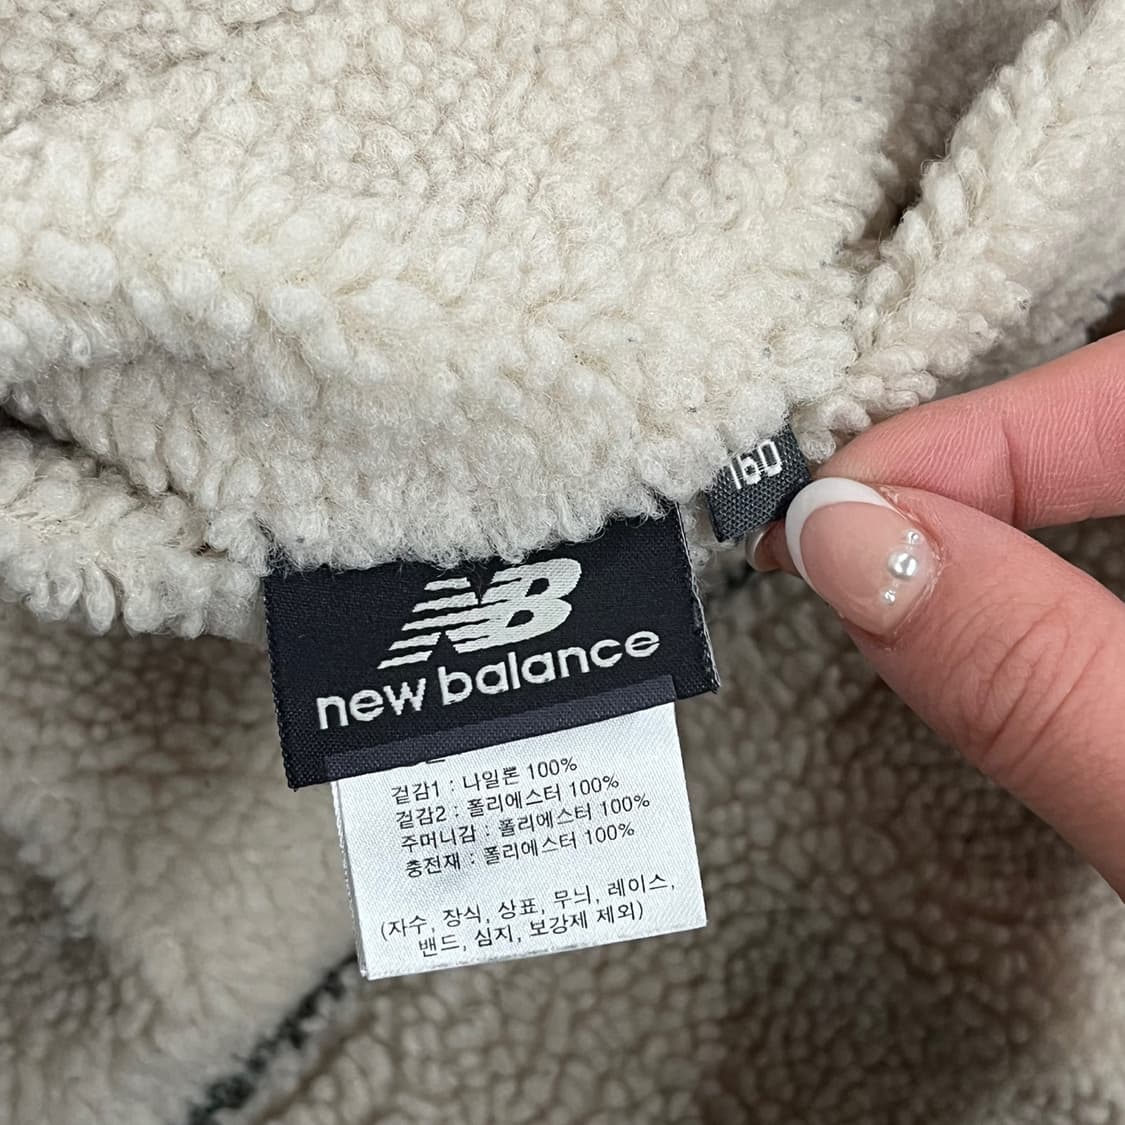 160
NB
new balance
겉감1 : 나일론 100%
겉감2 : 폴리에스터 100%
주머니감 : 폴리에스터 100%
충전재 : 폴리에스터 100%
(자수, 장식, 상표, 무늬, 레이스,
밴드, 심지, 보강제 제외)